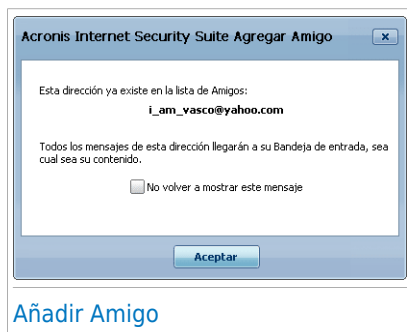 Acronis Internet Security Suite Agregar Amigo
Esta dirección ya existe en la lista de Amigos:
i_am_vasco@yahoo.com
Todos los mensajes de esta dirección llegarán a su Bandeja de entrada, sea
cual sea su contenido.
No volver a mostrar este mensaje
Aceptar
Añadir Amigo